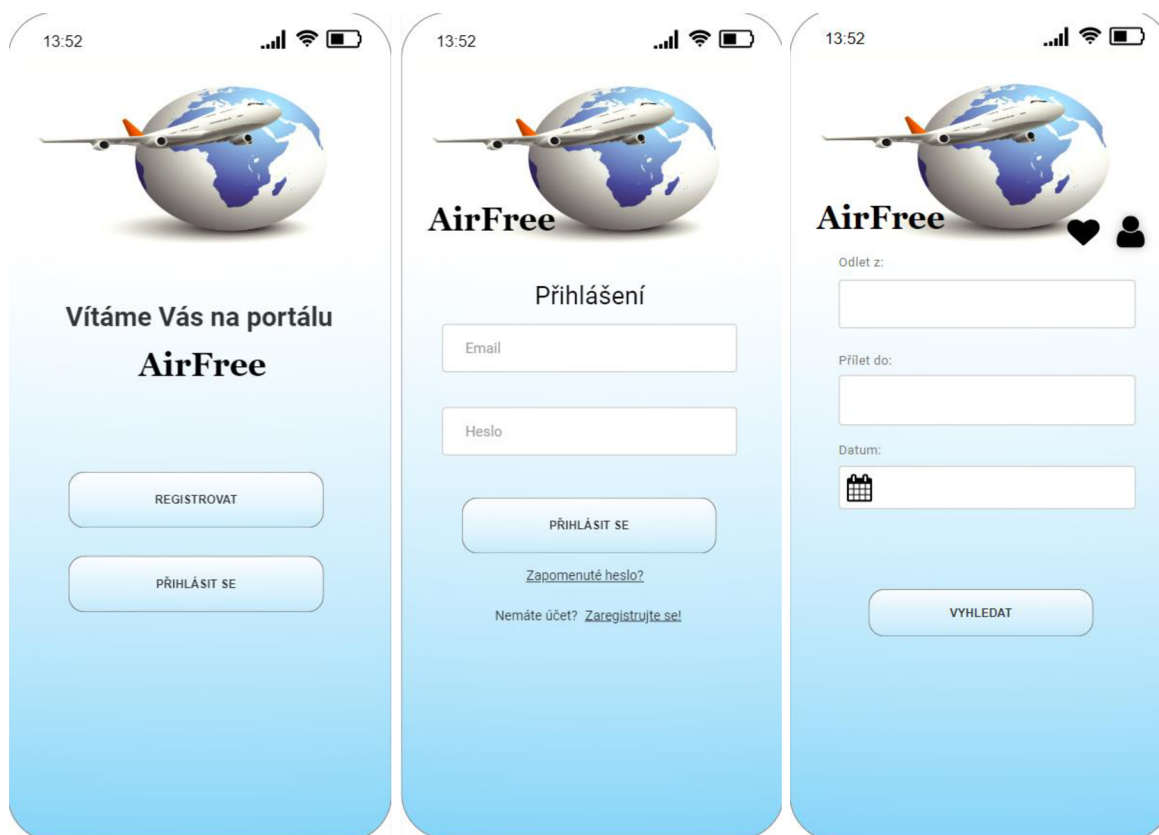 13:52
Vítáme Vás na portálu
AirFree
REGISTROVAT
PŘIHLÁSIT SE
13:52
AirFree
Přihlášení
Email
Heslo
PŘIHLÁSIT SE
Zapomenuté heslo?
Nemáte účet? Zaregistrujte se!
13:52
AirFree
Odlet z:
Přílet do:
Datum:
VYHLEDAT